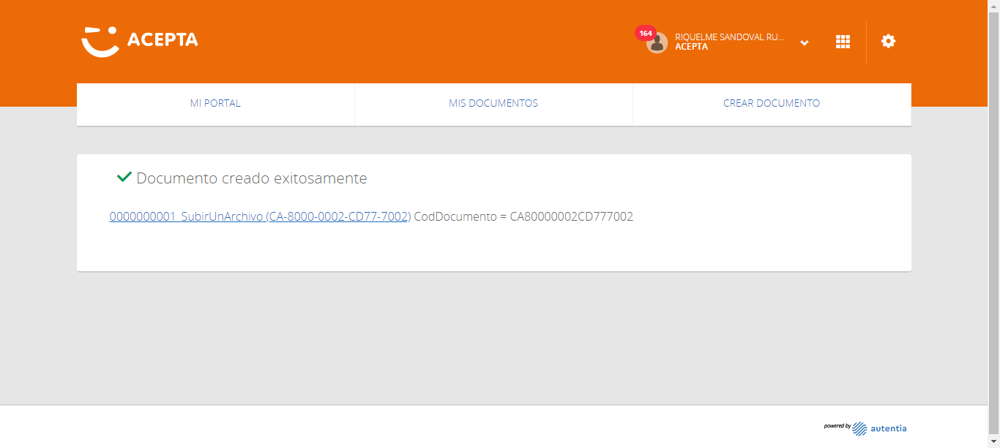 ACEPTA
164
RIQUELME SANDOVAL RU...
ACEPTA
MI PORTAL
MIS DOCUMENTOS
CREAR DOCUMENTO
Documento creado exitosamente
0000000001_SubirUnArchivo (CA-8000-0002-CD77-7002) CodDocumento = CA80000002CD777002
powered by autentia